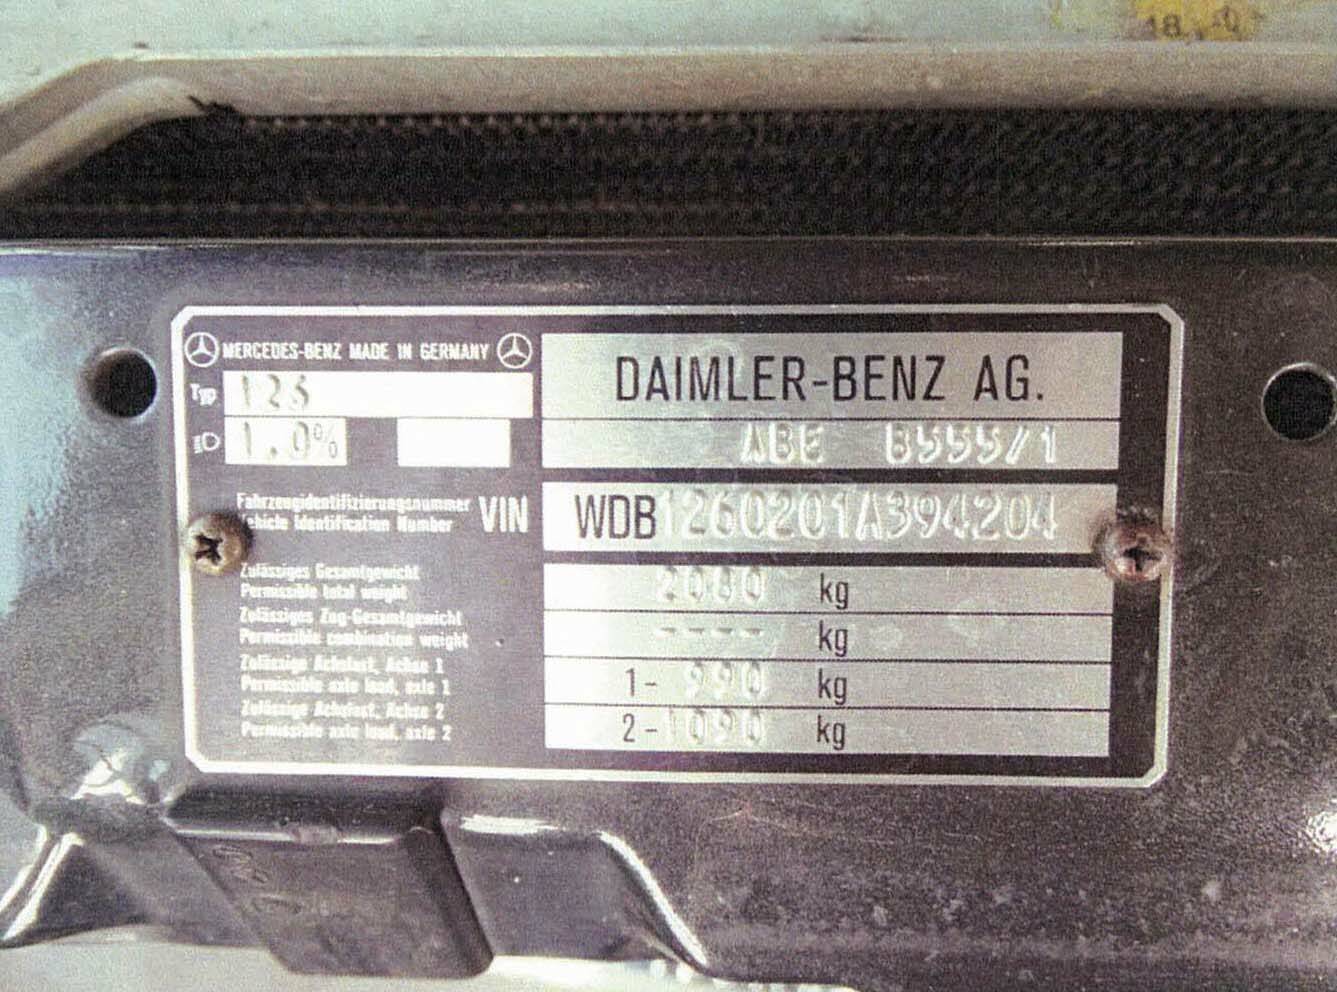 MERCEDES-BENZ MADE IN GERMANY
Typ 126
1.0%
DAIMLER-BENZ AG.
ABE B555/1
Fahrzeugidentifizierungsnummer
Vehicle Identification Number
VIN WDB1260201A394204
Zulässiges Gesamtgewicht
Permissible total weight
2080 kg
Zulässiges Zug-Gesamtgewicht
Permissible combination weight
---- kg
Zulässige Achslast, Achse 1
Permissible axle load, axle 1
1- 990 kg
Zulässige Achslast, Achse 2
Permissible axle load, axle 2
2- 1090 kg